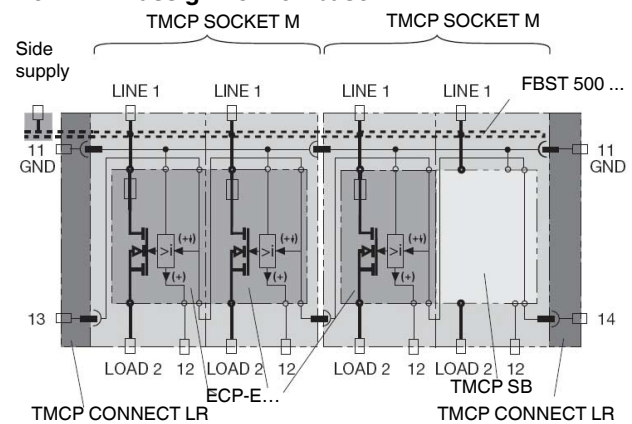 TMCP SOCKET M TMCP SOCKET M
Side
supply
LINE 1 LINE 1 LINE 1 LINE 1
FBST 500 ...
11
GND
11
GND
>i (+i) >i (+i) >i (+i)
(+) (+) (+)
13 14
LOAD 2 12 LOAD 2 12 LOAD 2 12 LOAD 2 12
ECP-E...
TMCP SB
TMCP CONNECT LR TMCP CONNECT LR